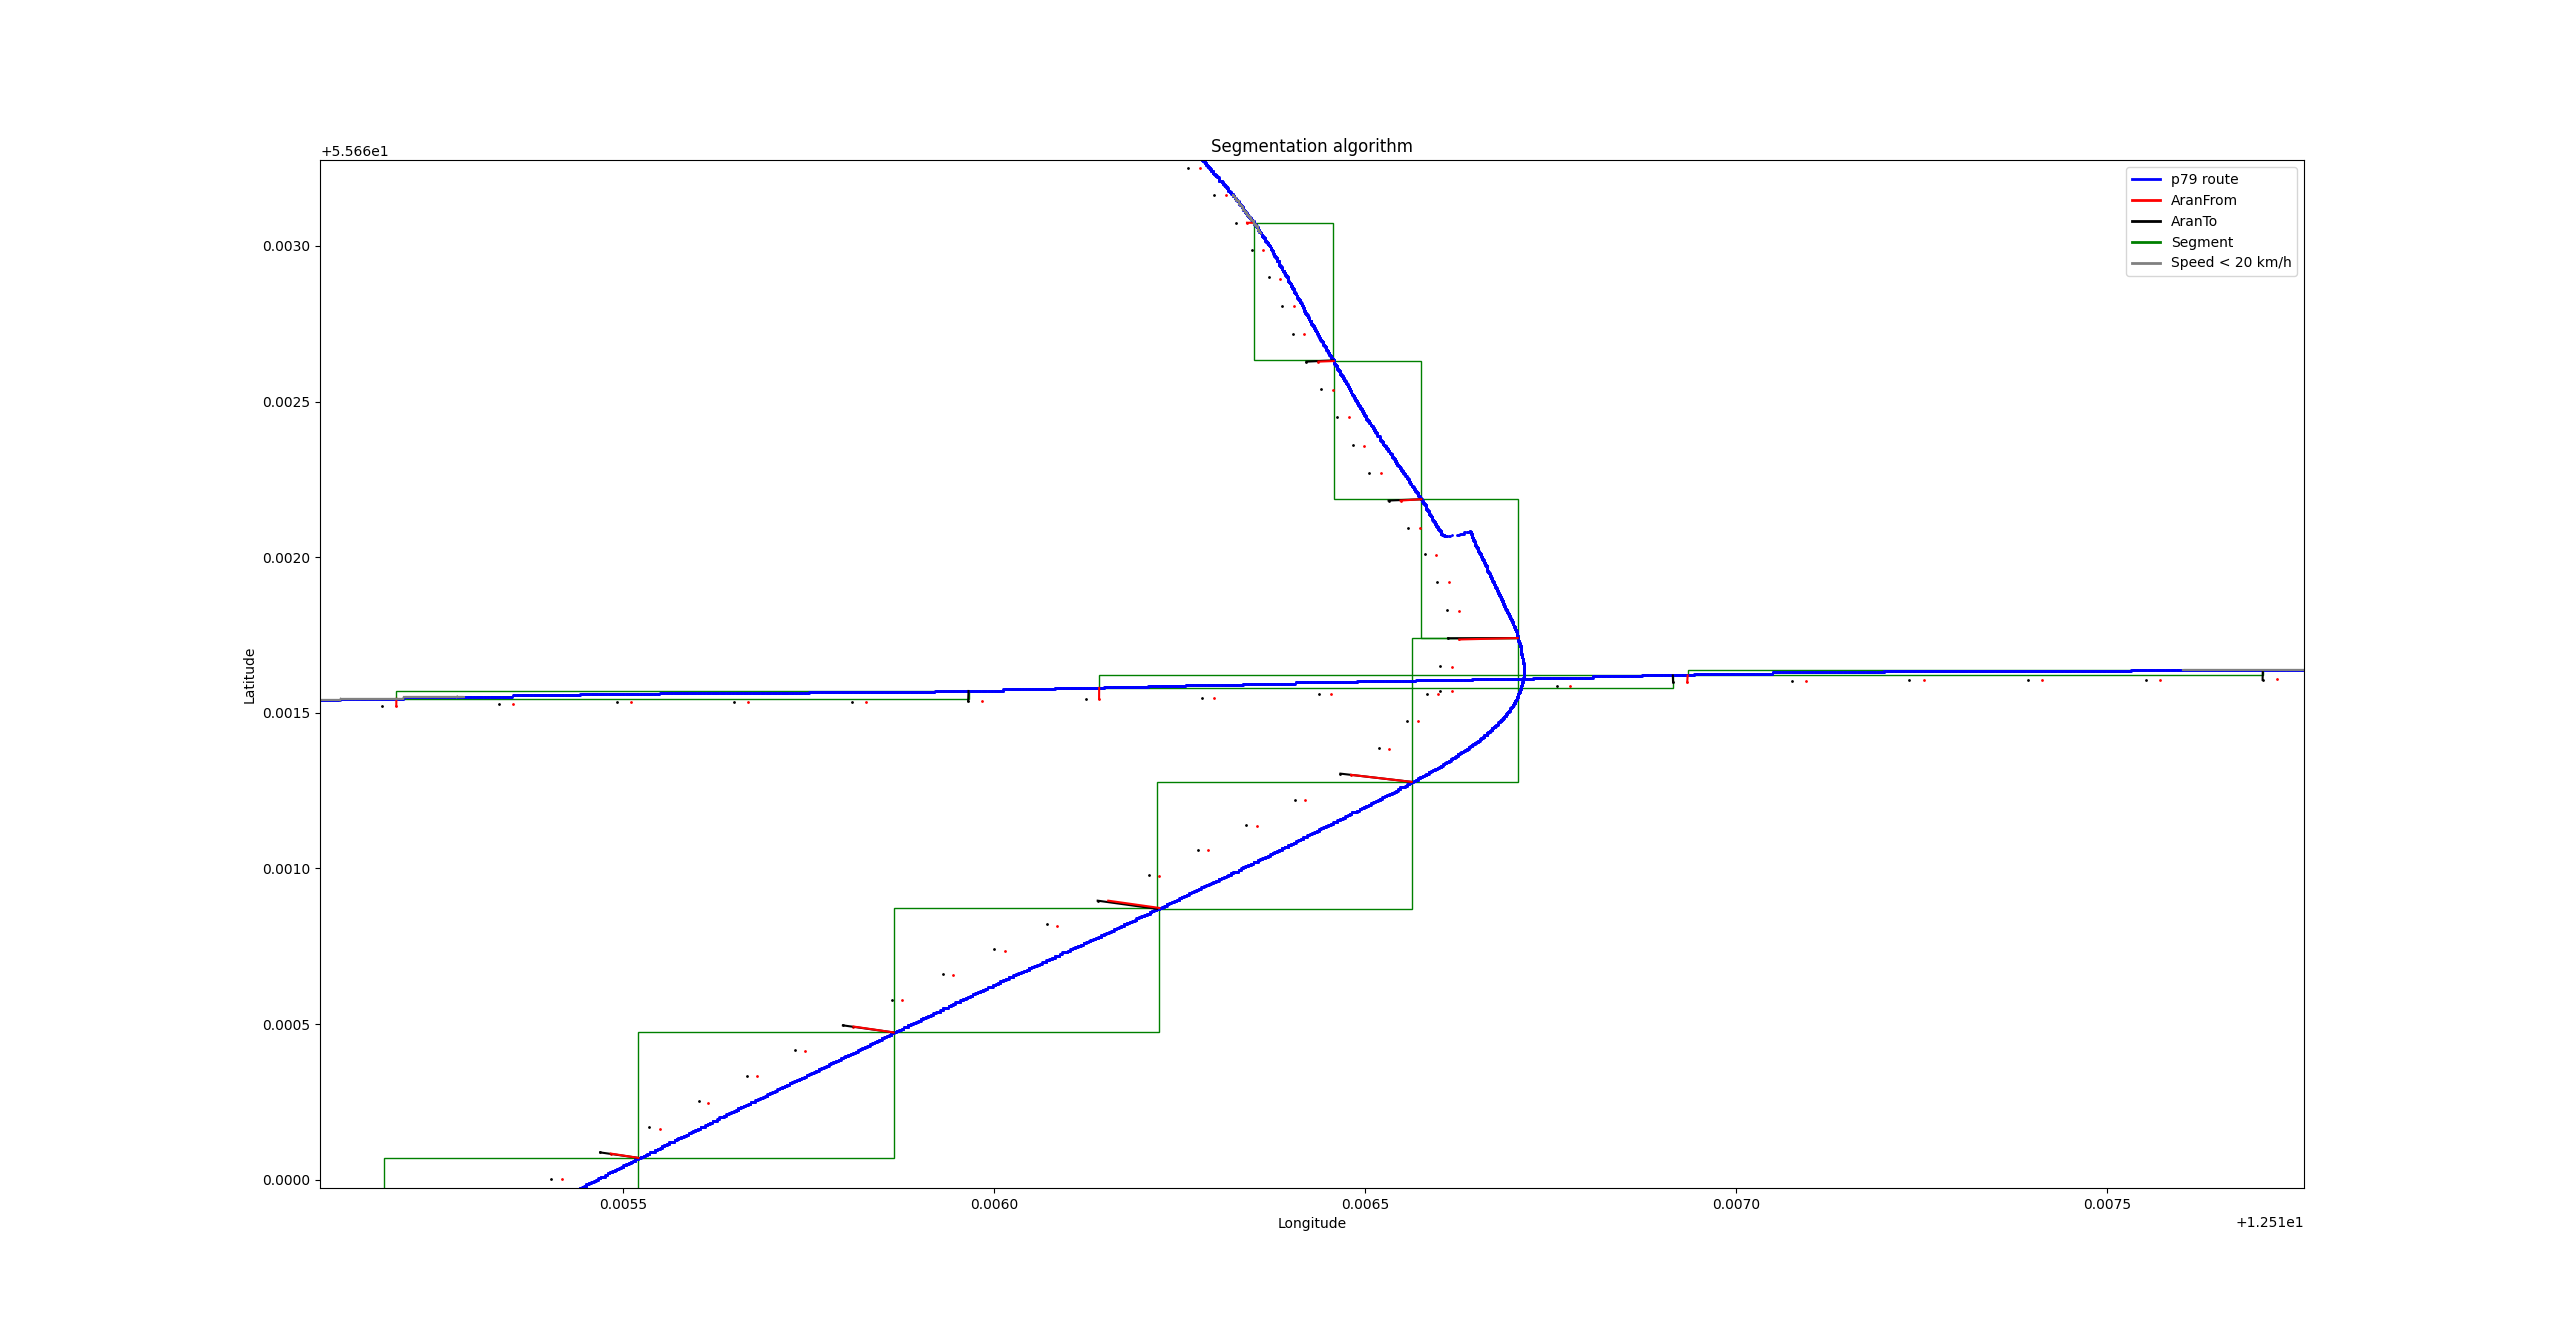 Segmentation algorithm
+5.566e1
p79 route
AranFrom
AranTo
Segment
Speed < 20 km/h
0.0030
0.0025
0.0020
0.0015
0.0010
0.0005
0.0000
Latitude
0.0055
0.0060
0.0065
0.0070
0.0075
Longitude
+1.251e1